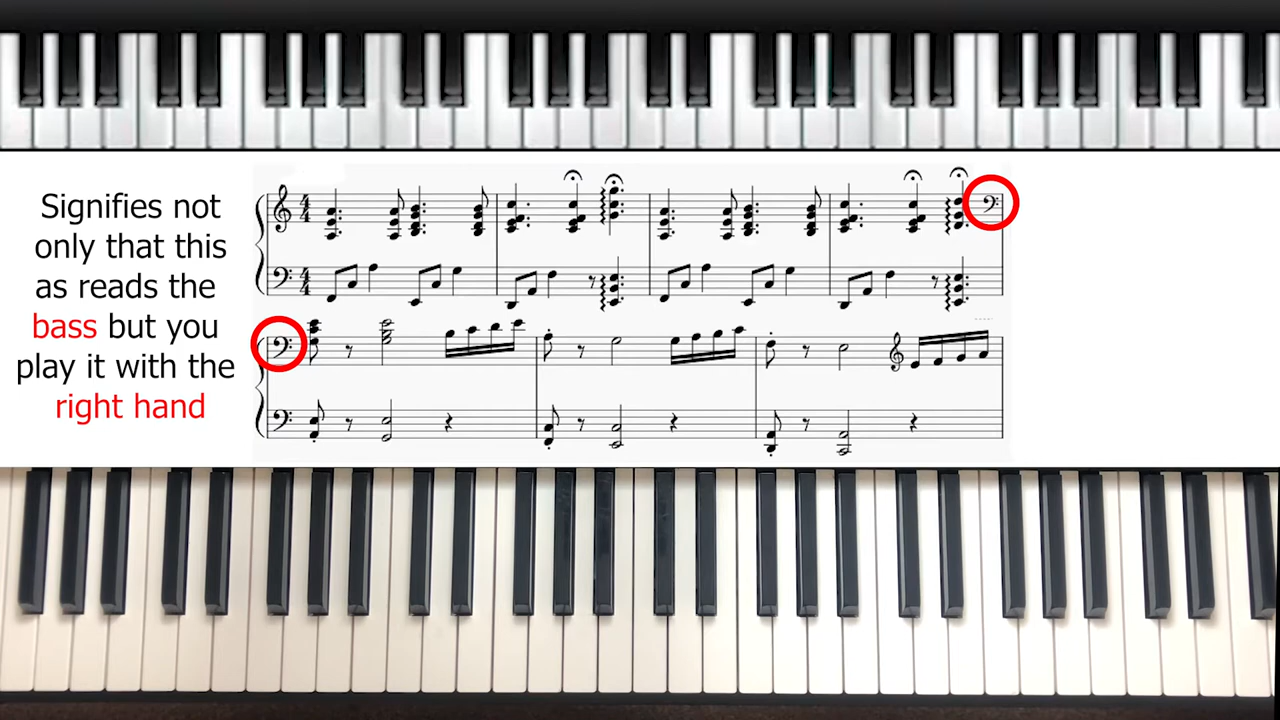 Signifies not
only that this
as reads the
bass but you
play it with the
right hand